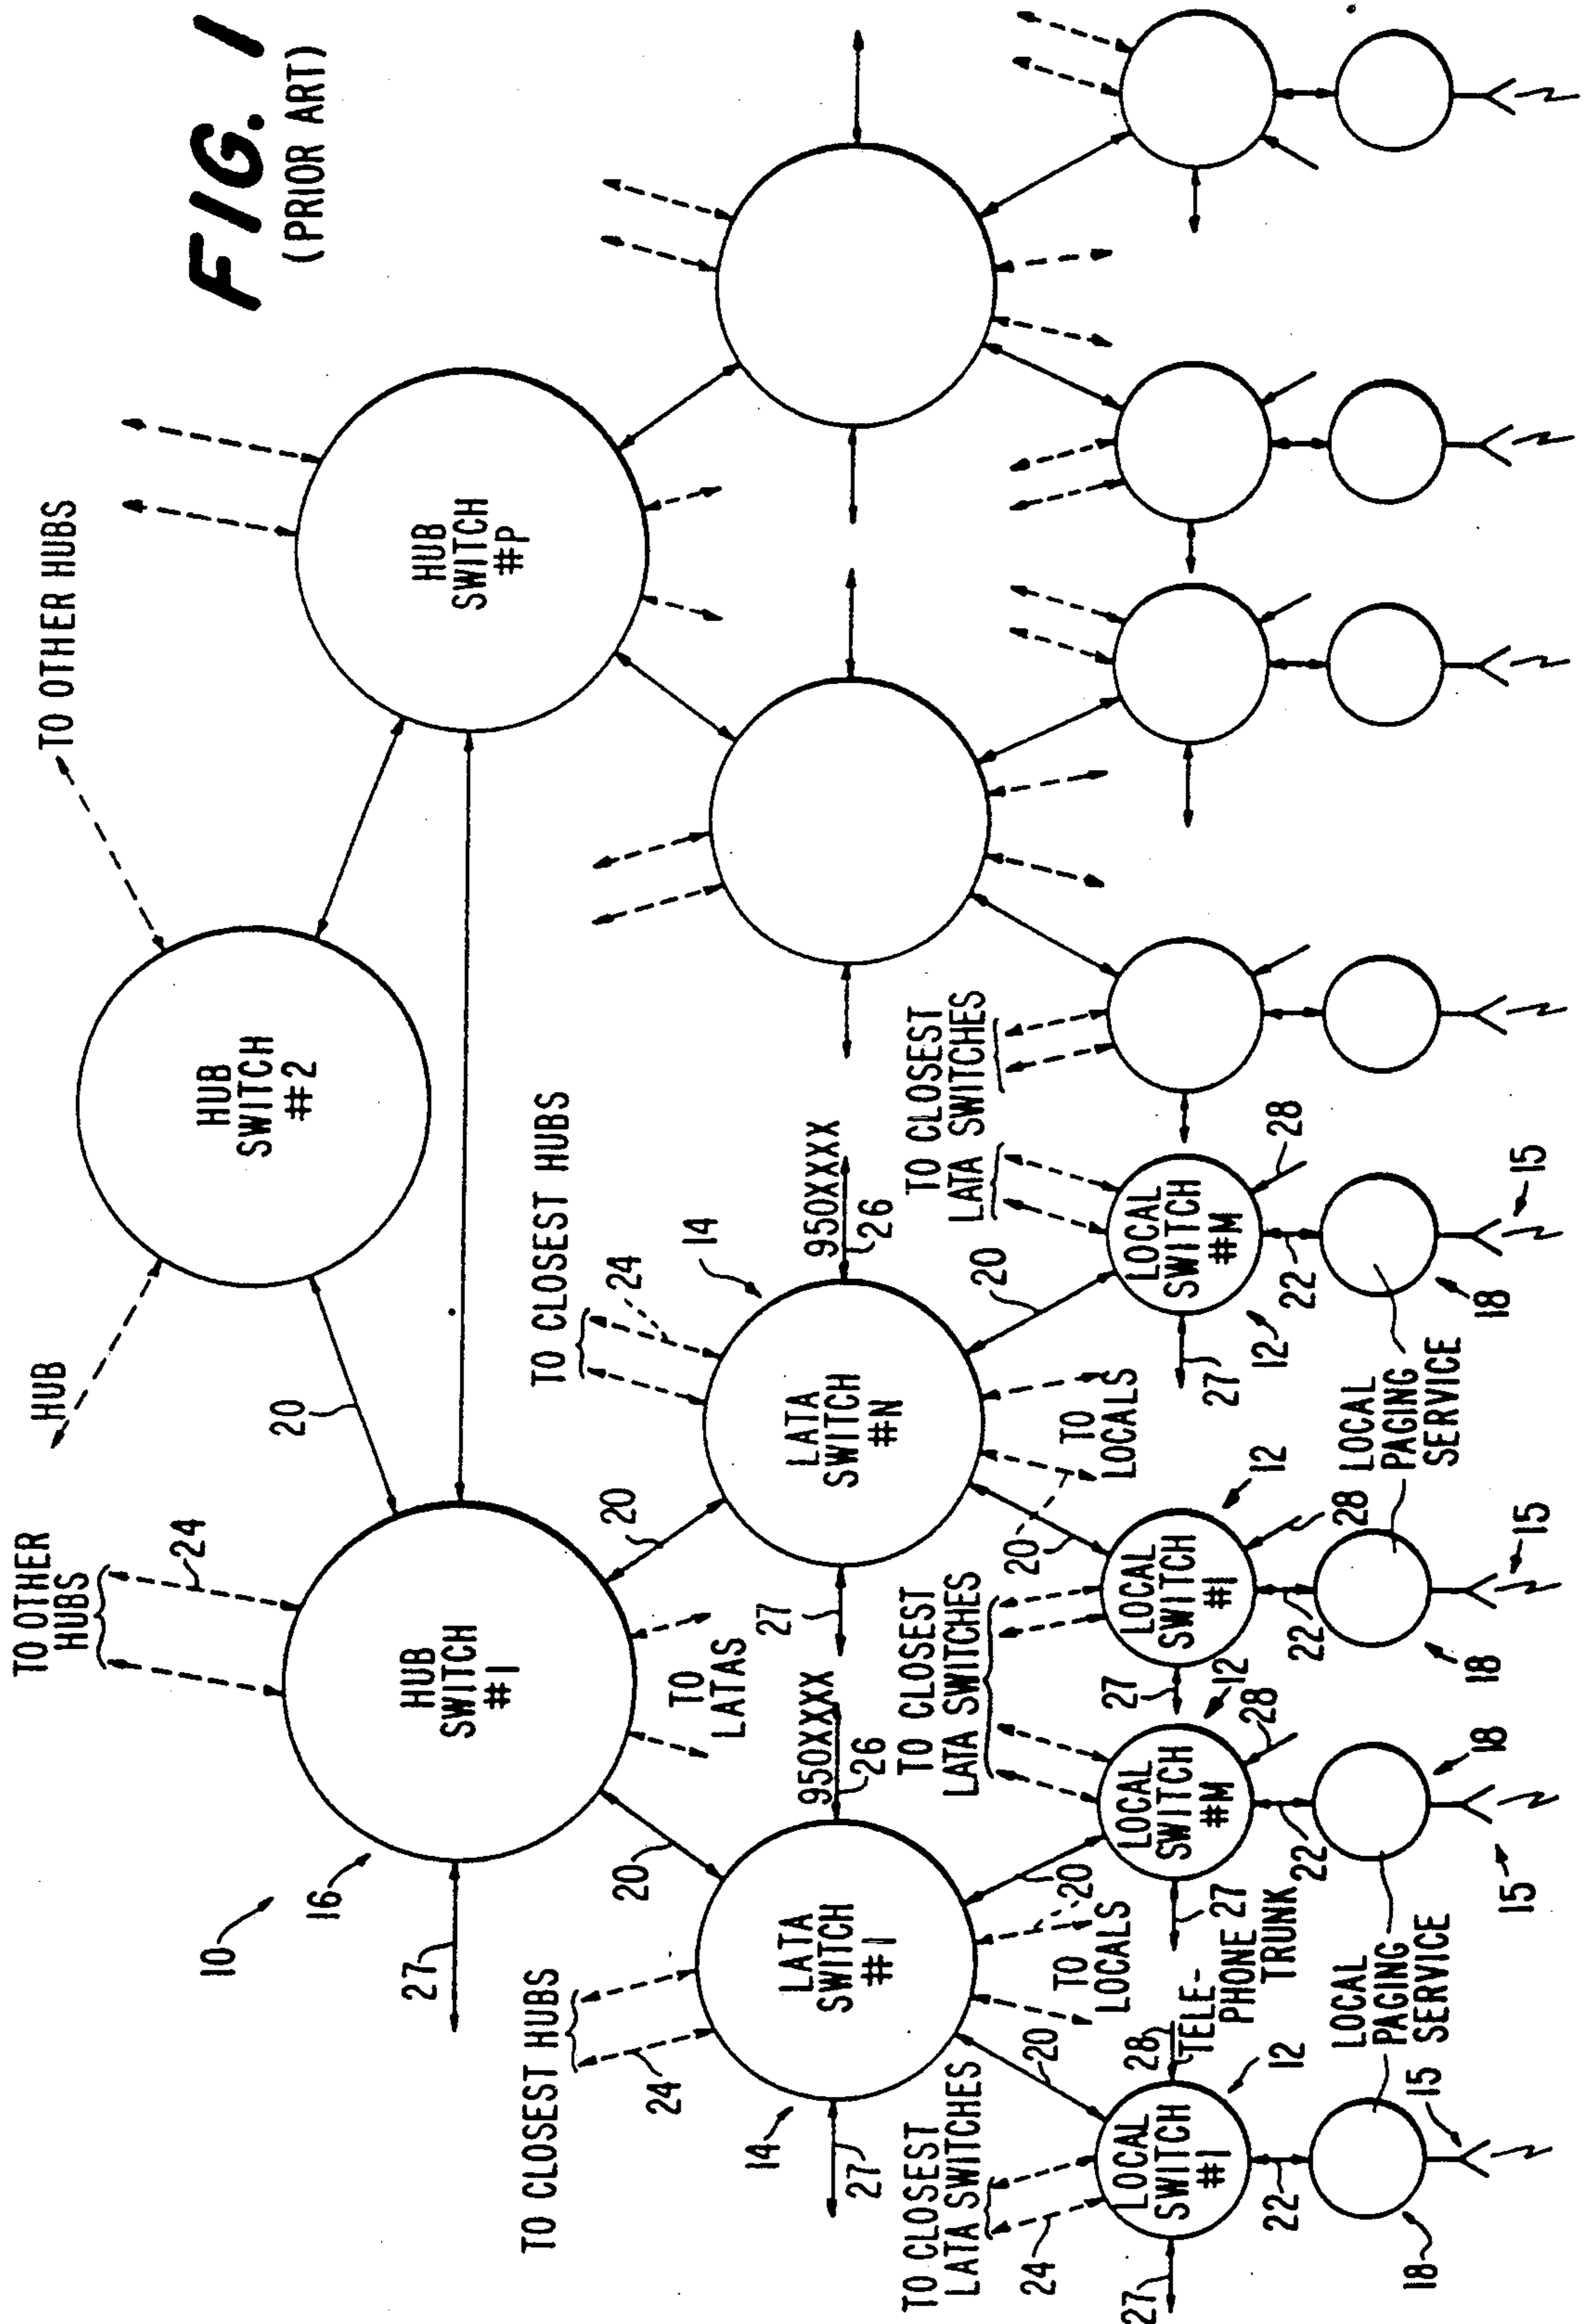 FIG. 1
(PRIOR ART)
HUB
TO OTHER HUBS
HUB
SWITCH
#2
20
TO OTHER
HUBS
24
10
16
27
HUB
SWITCH
#1
HUB
SWITCH
#P
20
20
TO
LATAS
TO CLOSEST HUBS
24
14
27
LATA
SWITCH
#1
950XXXX
26
TO CLOSEST HUBS
24
14
27
LATA
SWITCH
#N
950XXXX
26
TO CLOSEST
LATA SWITCHES
24
20
TO
LOCALS
20
TO CLOSEST
LATA SWITCHES
20
TO
LOCALS
20
TO CLOSEST
LATA SWITCHES
27
LOCAL
SWITCH
#1
28
TELE-
PHONE
TRUNK
12
27
LOCAL
SWITCH
#M
28
12
27
LOCAL
SWITCH
#1
28
12
27
LOCAL
SWITCH
#M
28
12
22
22
22
22
18
15
LOCAL
PAGING
SERVICE
15
18
18
15
LOCAL
PAGING
SERVICE
18
15